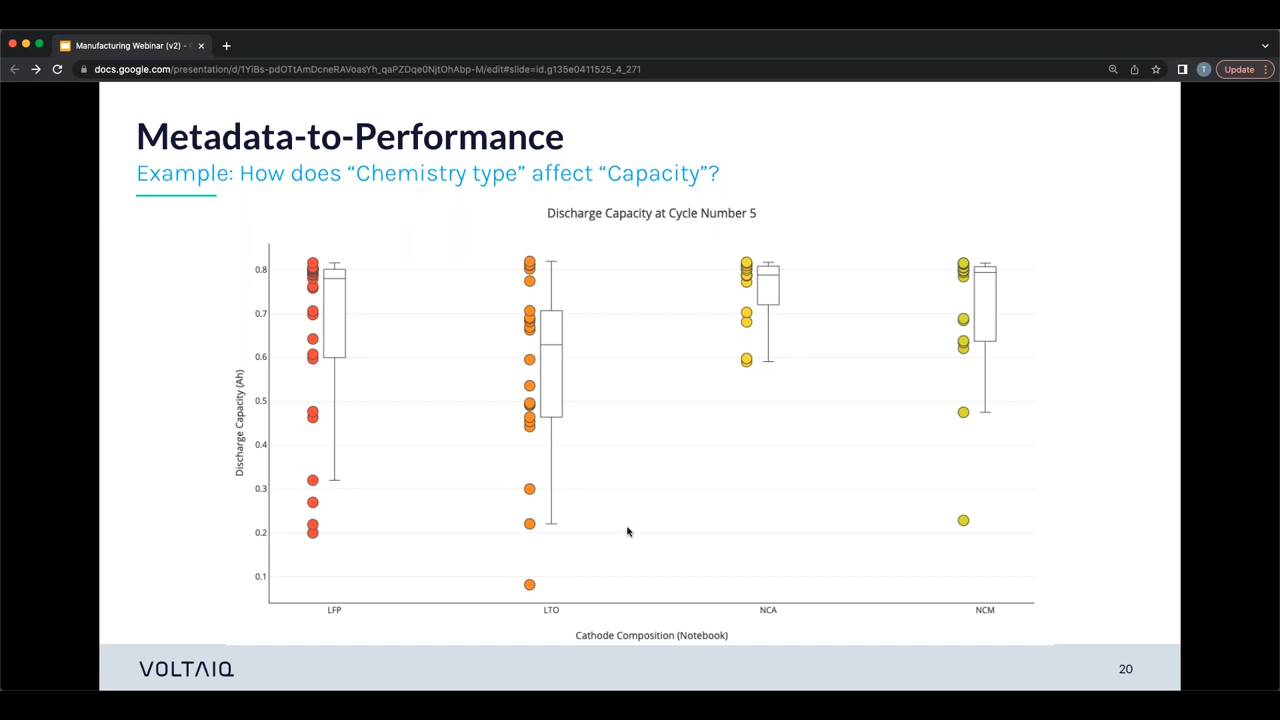 Manufacturing Webinar (v2) -
docs.google.com/presentation/d/1YiBs-pdOTtAmDcneRAVoasYh_qaPZDqe0NjtOhAbp-M/edit#slide=id.g135e0411525_4_271
T
Update
Metadata-to-Performance
Example: How does “Chemistry type” affect “Capacity”?
Discharge Capacity at Cycle Number 5
Discharge Capacity (Ah)
0.8
0.7
0.6
0.5
0.4
0.3
0.2
0.1
LFP LTO NCA NCM
Cathode Composition (Notebook)
VOLTAIQ
20